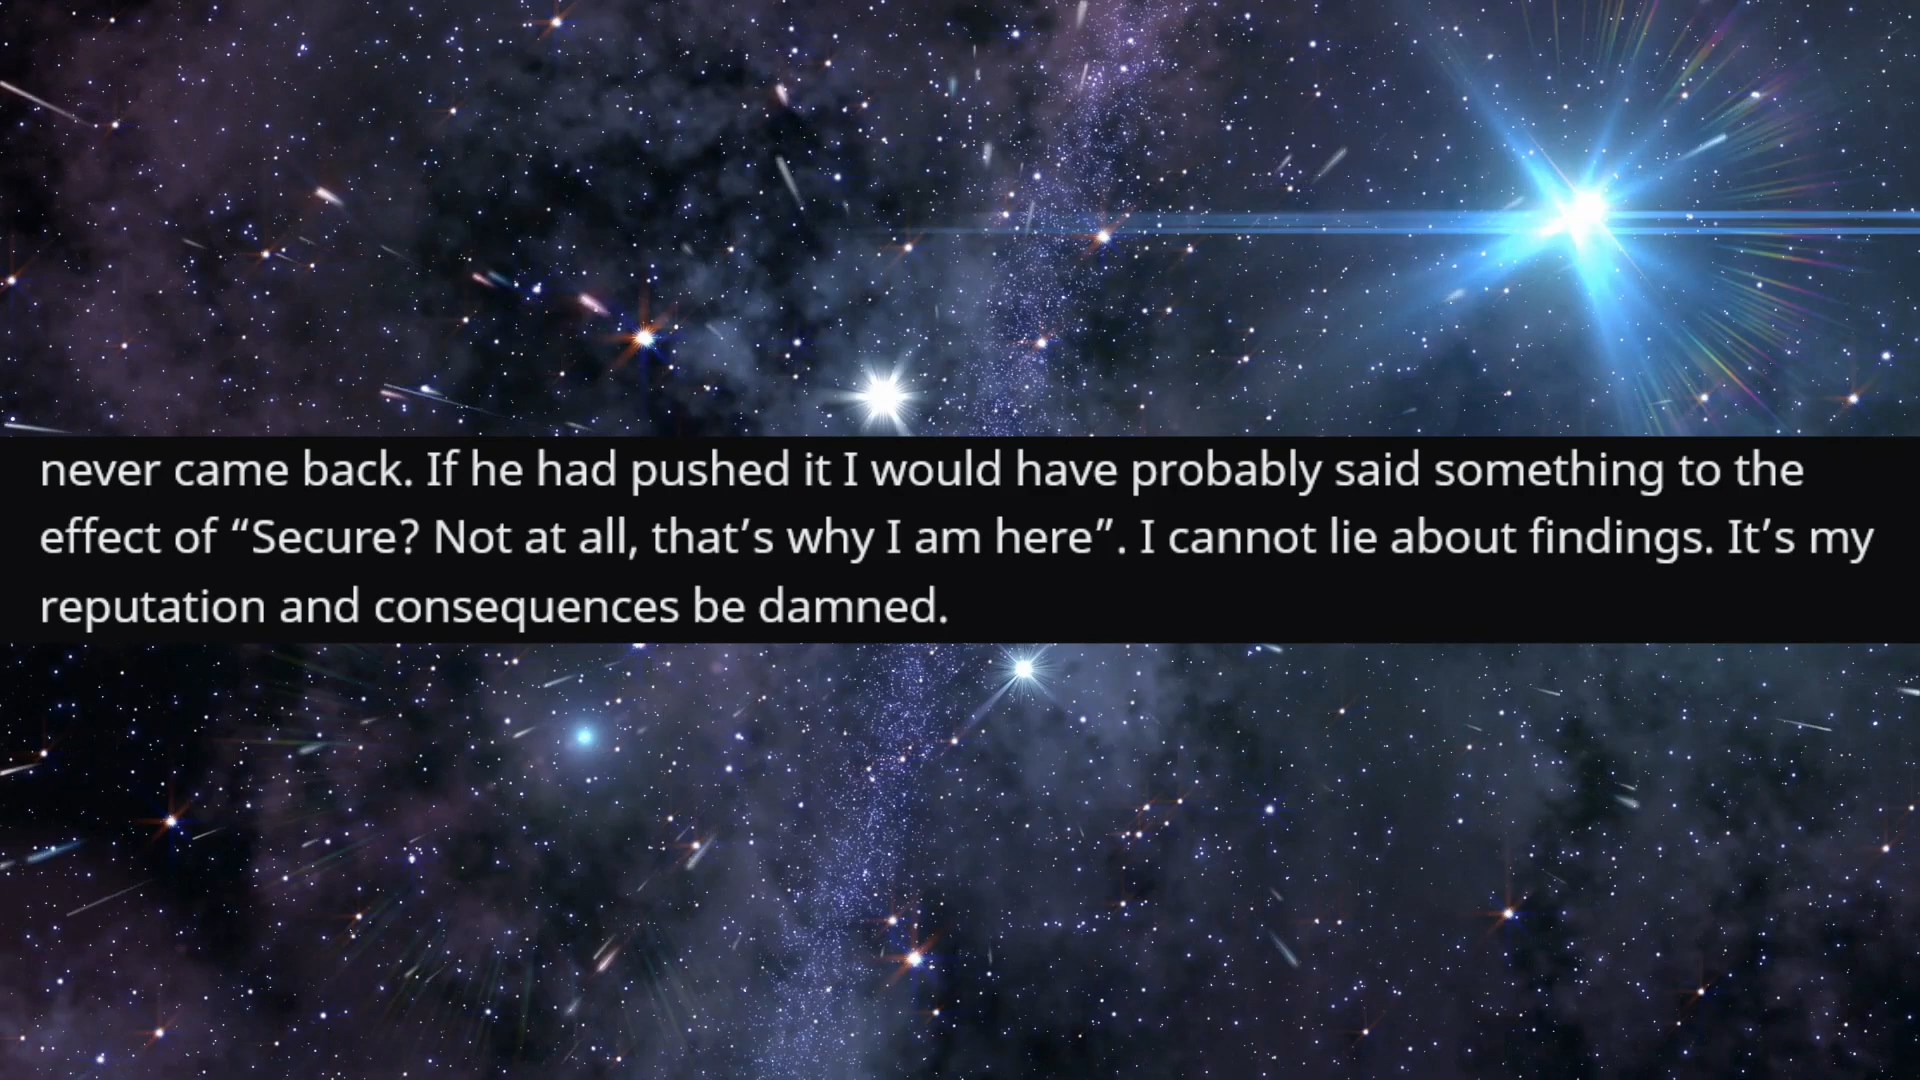 never came back. If he had pushed it I would have probably said something to the
effect of “Secure? Not at all, that’s why I am here”. I cannot lie about findings. It’s my
reputation and consequences be damned.